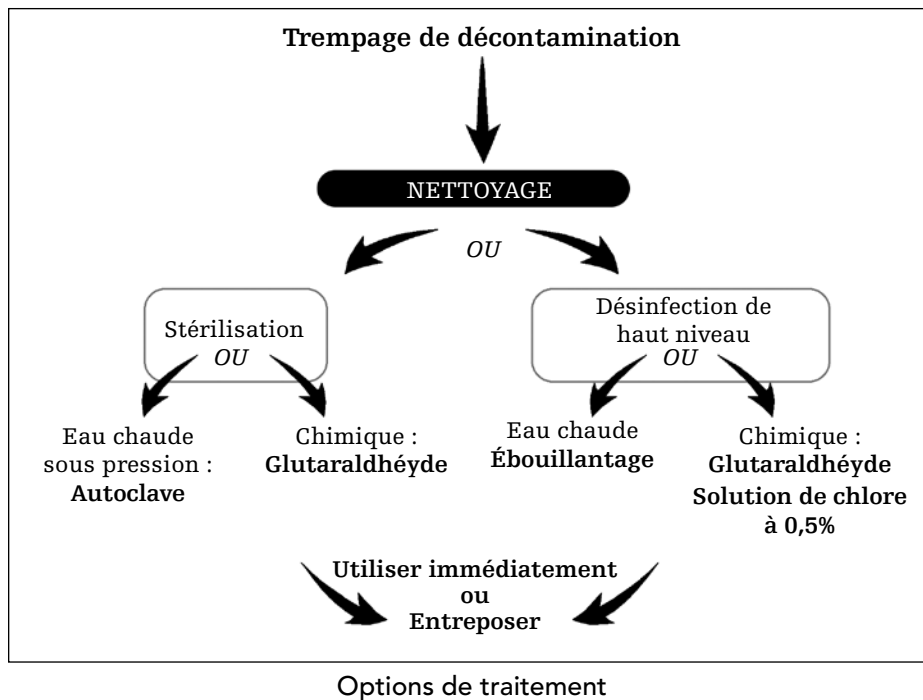 Trempage de décontamination
NETTOYAGE
OU
Stérilisation
OU
Désinfection de
haut niveau
OU
Eau chaude
sous pression :
Autoclave
Chimique :
Glutaraldhéyde
Eau chaude
Ébouillantage
Chimique :
Glutaraldhéyde
Solution de chlore
à 0,5%
Utiliser immédiatement
ou
Entreposer
Options de traitement